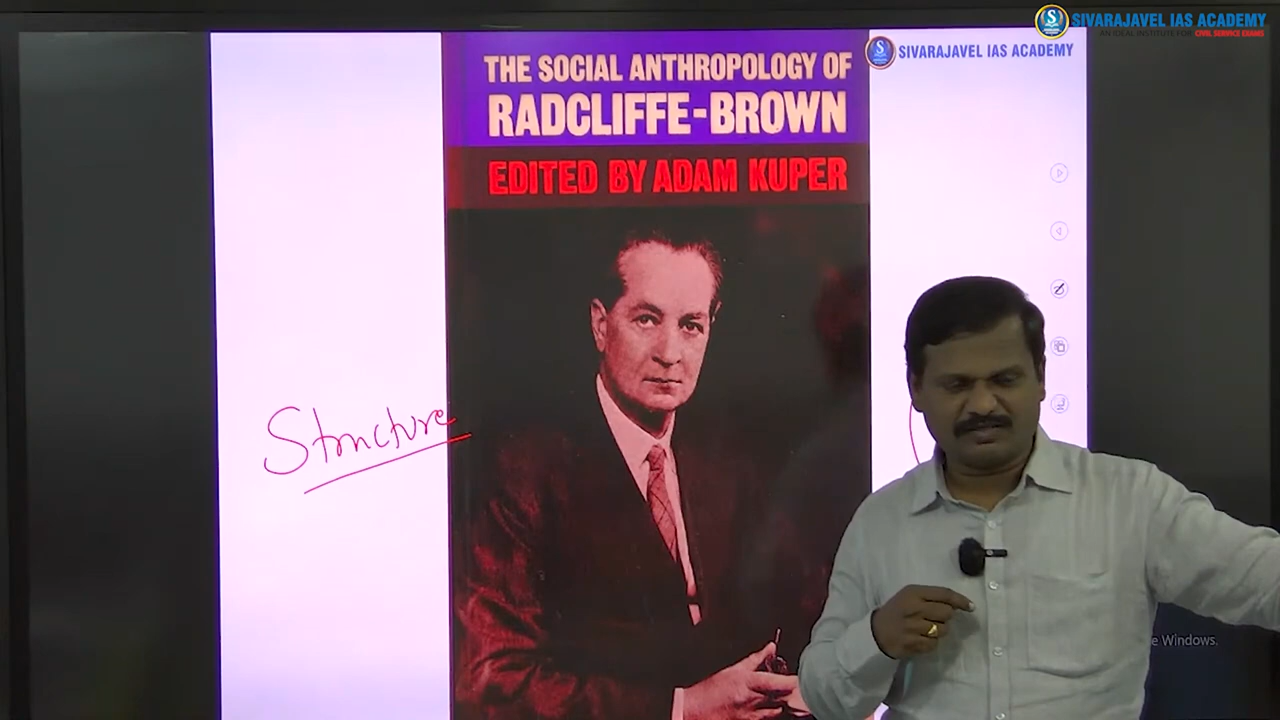 SIVARAJAVEL IAS ACADEMY
AN IDEAL INSTITUTE FOR CIVIL SERVICE EXAMS
S SIVARAJAVEL IAS ACADEMY
THE SOCIAL ANTHROPOLOGY OF
RADCLIFFE-BROWN
EDITED BY ADAM KUPER
Structure
e Windows.